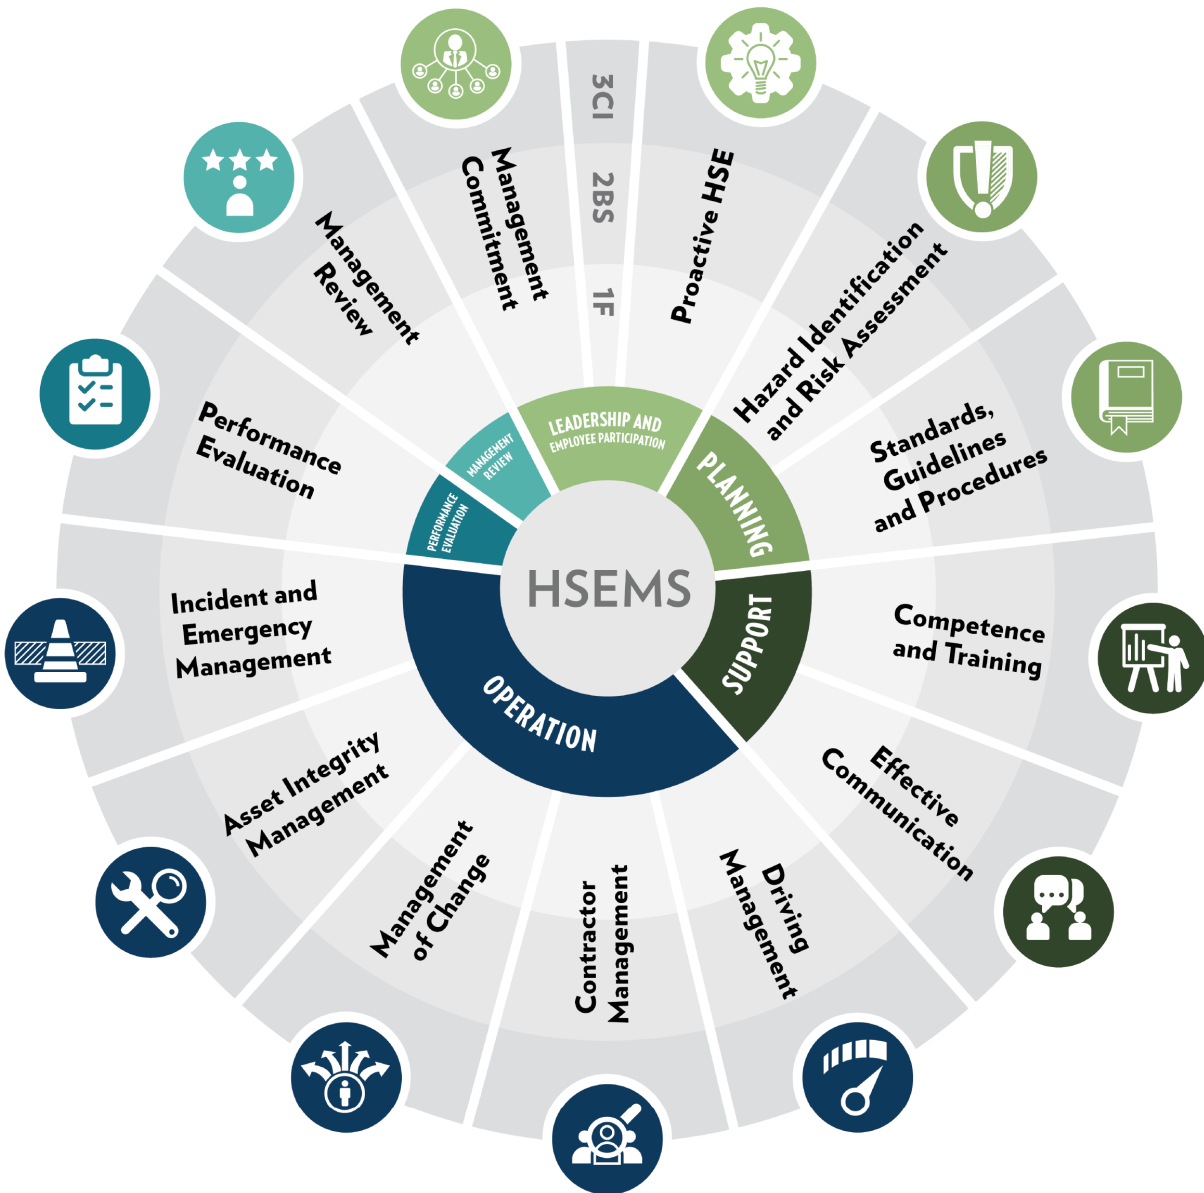 3CI
2BS
1F
Proactive HSE
Hazard Identification
and Risk Assessment
Standards,
Guidelines
and Procedures
Competence
and Training
Effective
Communication
Driving
Management
Contractor
Management
Management
of Change
Asset Integrity
Management
Incident and
Emergency
Management
Performance
Evaluation
Management
Review
Management
Commitment
LEADERSHIP AND
EMPLOYEE PARTICIPATION
PLANNING
SUPPORT
OPERATION
PERFORMANCE
EVALUATION
MANAGEMENT
REVIEW
HSEMS